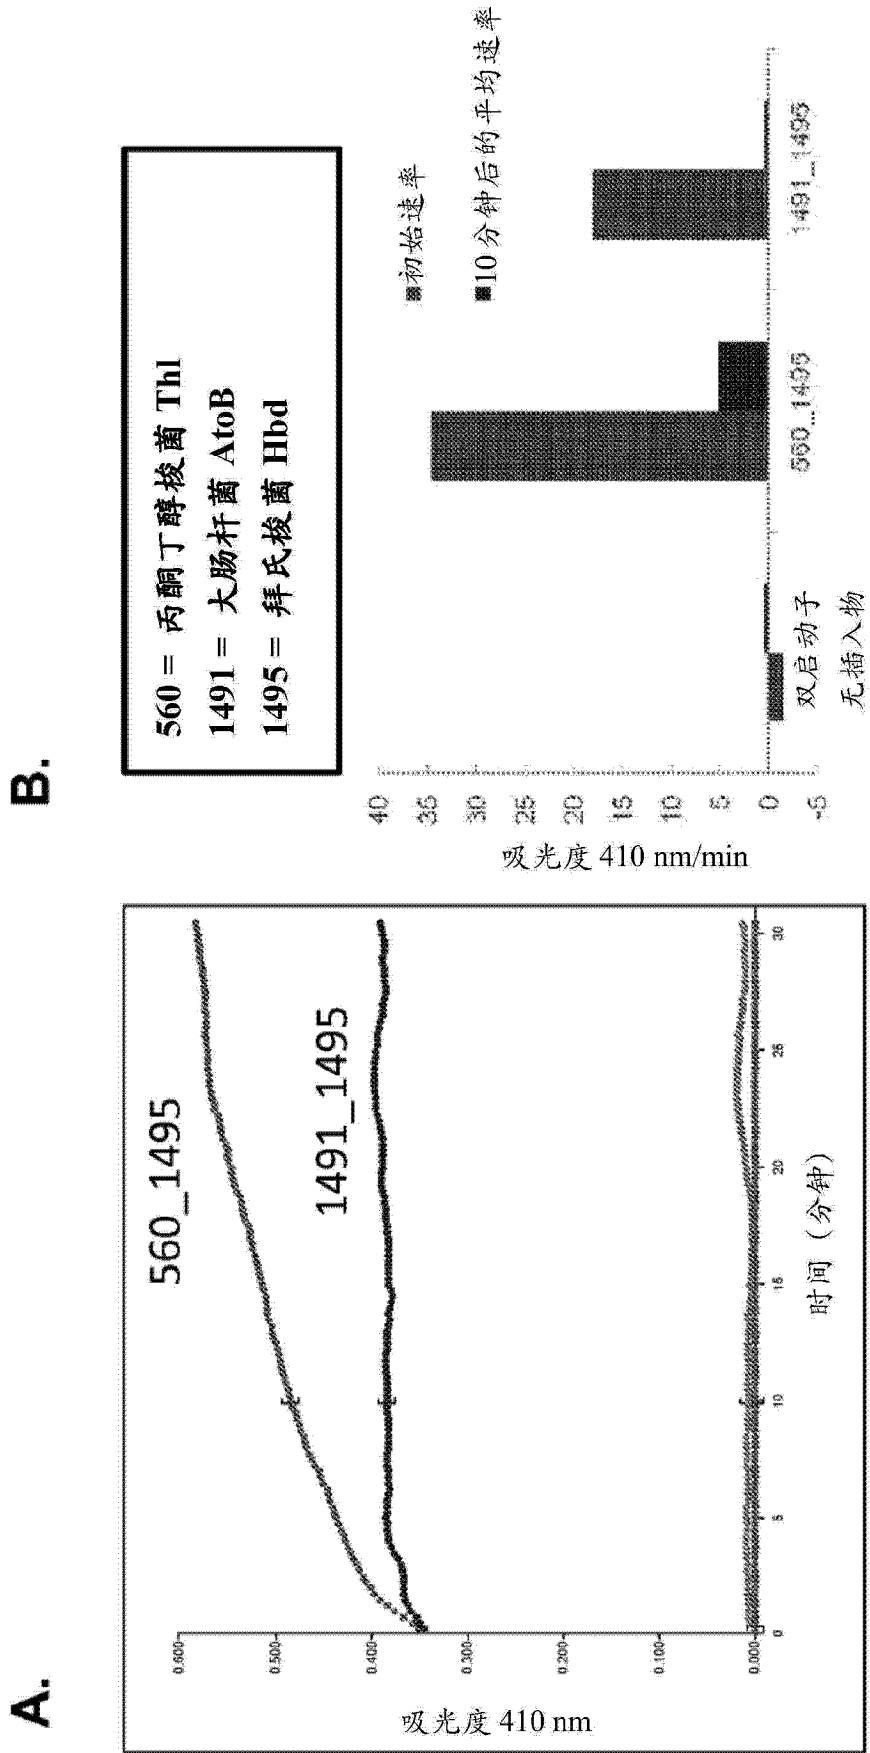 A.
吸光度 410 nm
0.600
0.500
0.400
0.300
0.200
0.100
0.000
0
5
10
15
20
25
30
时间（分钟）
560_1495
1491_1495
B.
560 = 丙酮丁醇梭菌 Thl
1491 = 大肠杆菌 AtoB
1495 = 拜氏梭菌 Hbd
吸光度 410 nm/min
40
35
30
25
20
15
10
5
0
-5
■初始速率
■10分钟后的平均速率
双启动子
无插入物
560_1495
1491_1495